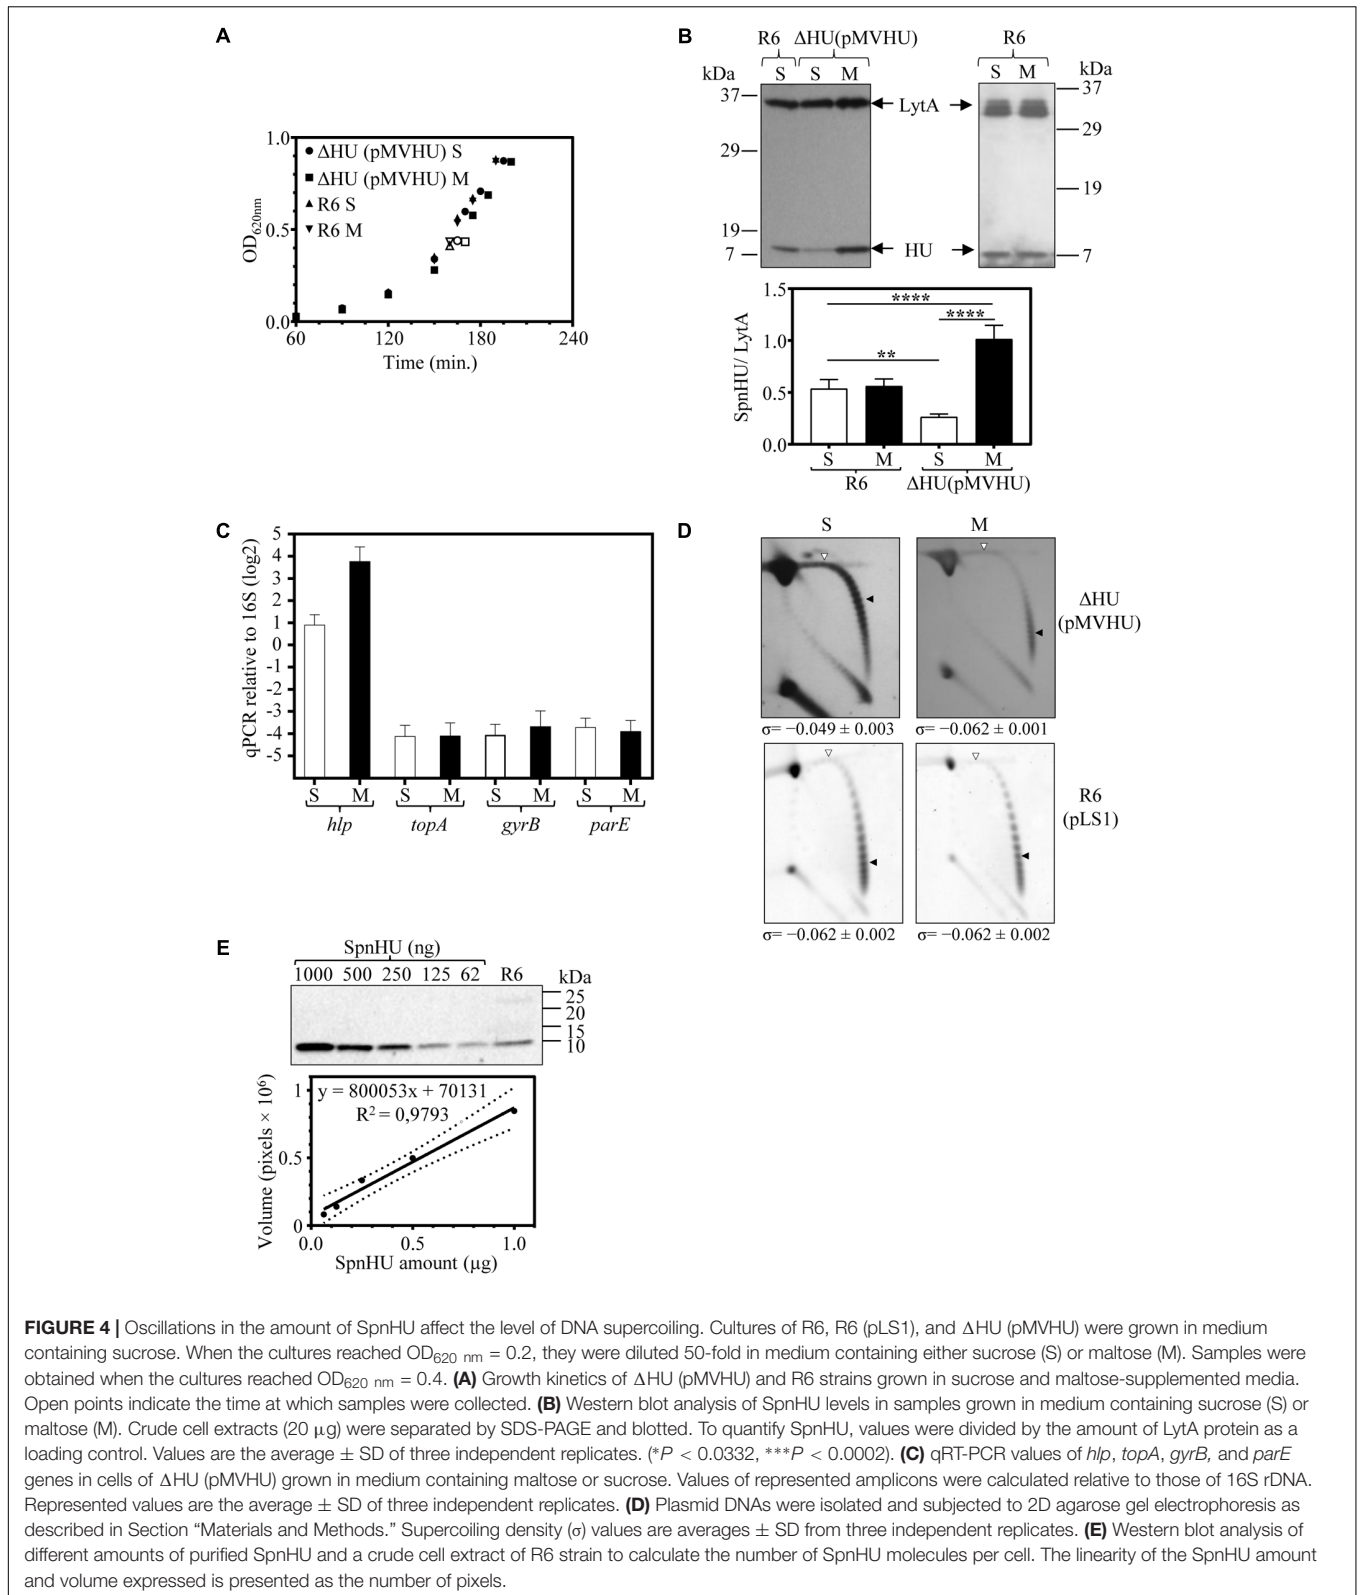 A
1.0
0.5
0.0
OD620nm
● ΔHU (pMVHU) S
■ ΔHU (pMVHU) M
▲ R6 S
▼ R6 M
60 120 180 240
Time (min.)
B
R6 ΔHU(pMVHU)
kDa S S M
37
29
19
7
LytA
HU
R6
S M kDa
37
29
19
7
SpnHU/ LytA
1.5
1.0
0.5
0.0
****
****
**
S M S M
R6 ΔHU(pMVHU)
C
qPCR relative to 16S (log2)
5
4
3
2
1
0
-1
-2
-3
-4
-5
S M S M S M S M
hlp topA gyrB parE
D
S M
ΔHU
(pMVHU)
σ= −0.049 ± 0.003 σ= −0.062 ± 0.001
R6
(pLS1)
σ= −0.062 ± 0.002 σ= −0.062 ± 0.002
E
SpnHU (ng)
1000 500 250 125 62 R6 kDa
25
20
15
10
Volume (pixels × 10⁶)
1
0.5
0
y = 800053x + 70131
R² = 0,9793
0.0 0.5 1.0
SpnHU amount (µg)
FIGURE 4 | Oscillations in the amount of SpnHU affect the level of DNA supercoiling. Cultures of R6, R6 (pLS1), and ΔHU (pMVHU) were grown in medium
containing sucrose. When the cultures reached OD620 nm = 0.2, they were diluted 50-fold in medium containing either sucrose (S) or maltose (M). Samples were
obtained when the cultures reached OD620 nm = 0.4. (A) Growth kinetics of ΔHU (pMVHU) and R6 strains grown in sucrose and maltose-supplemented media.
Open points indicate the time at which samples were collected. (B) Western blot analysis of SpnHU levels in samples grown in medium containing sucrose (S) or
maltose (M). Crude cell extracts (20 µg) were separated by SDS-PAGE and blotted. To quantify SpnHU, values were divided by the amount of LytA protein as a
loading control. Values are the average ± SD of three independent replicates. (*P < 0.0332, ***P < 0.0002). (C) qRT-PCR values of hlp, topA, gyrB, and parE
genes in cells of ΔHU (pMVHU) grown in medium containing maltose or sucrose. Values of represented amplicons were calculated relative to those of 16S rDNA.
Represented values are the average ± SD of three independent replicates. (D) Plasmid DNAs were isolated and subjected to 2D agarose gel electrophoresis as
described in Section “Materials and Methods.” Supercoiling density (σ) values are averages ± SD from three independent replicates. (E) Western blot analysis of
different amounts of purified SpnHU and a crude cell extract of R6 strain to calculate the number of SpnHU molecules per cell. The linearity of the SpnHU amount
and volume expressed is presented as the number of pixels.